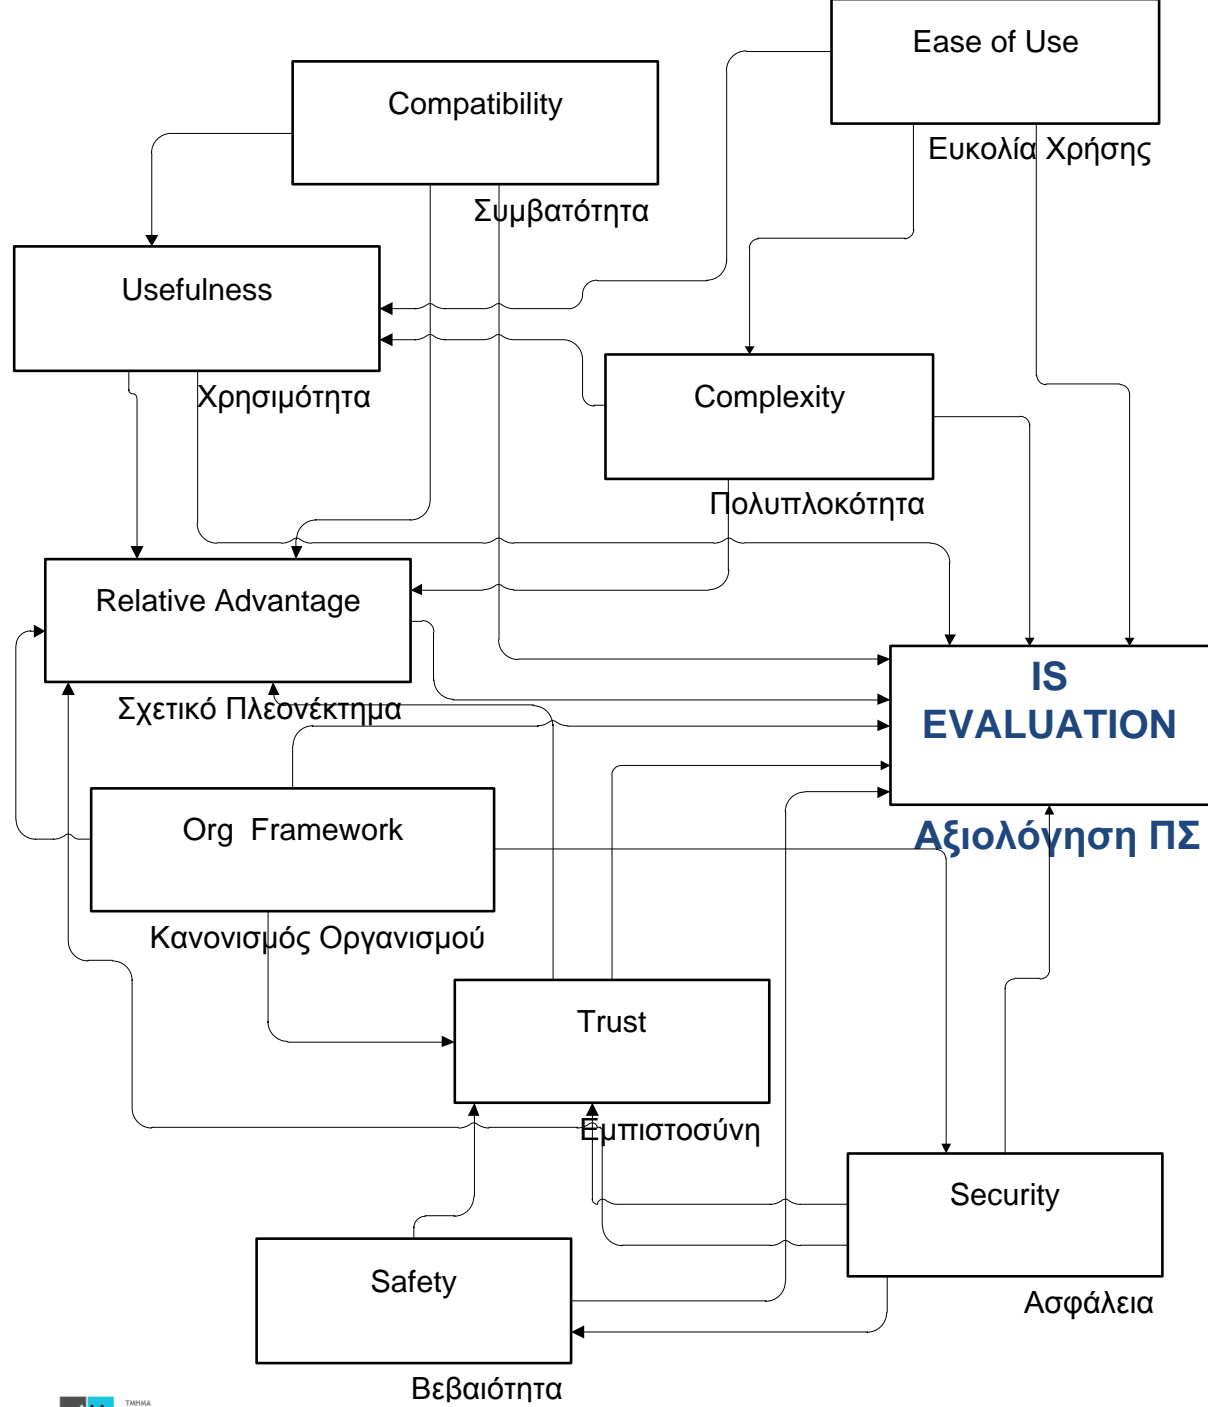 Ease of Use
Ευκολία Χρήσης
Compatibility
Συμβατότητα
Usefulness
Χρησιμότητα
Complexity
Πολυπλοκότητα
Relative Advantage
Σχετικό Πλεονέκτημα
IS
EVALUATION
Αξιολόγηση ΠΣ
Org Framework
Κανονισμός Οργανισμού
Trust
Εμπιστοσύνη
Security
Ασφάλεια
Safety
Βεβαιότητα
ΤΜΗΜΑ